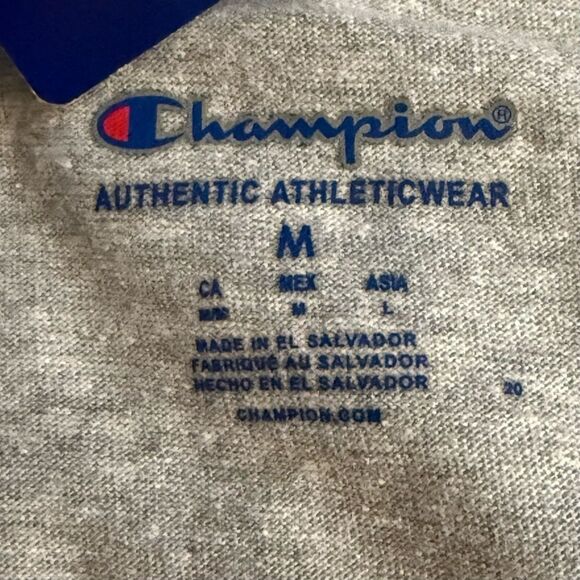 Champion®
AUTHENTIC ATHLETICWEAR
M
CA MEX ASIA
M/M M L
MADE IN EL SALVADOR
FABRIQUÉ AU SALVADOR
HECHO EN EL SALVADOR
20
CHAMPION.COM